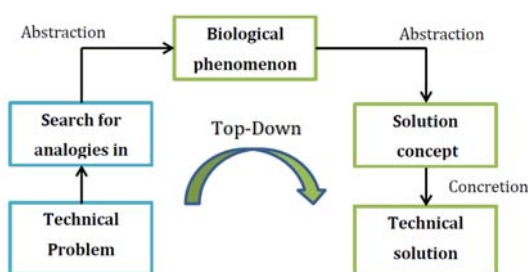 Abstraction
Biological
phenomenon
Abstraction
Search for
analogies in
Top-Down
Solution
concept
Concretion
Technical
Problem
Technical
solution